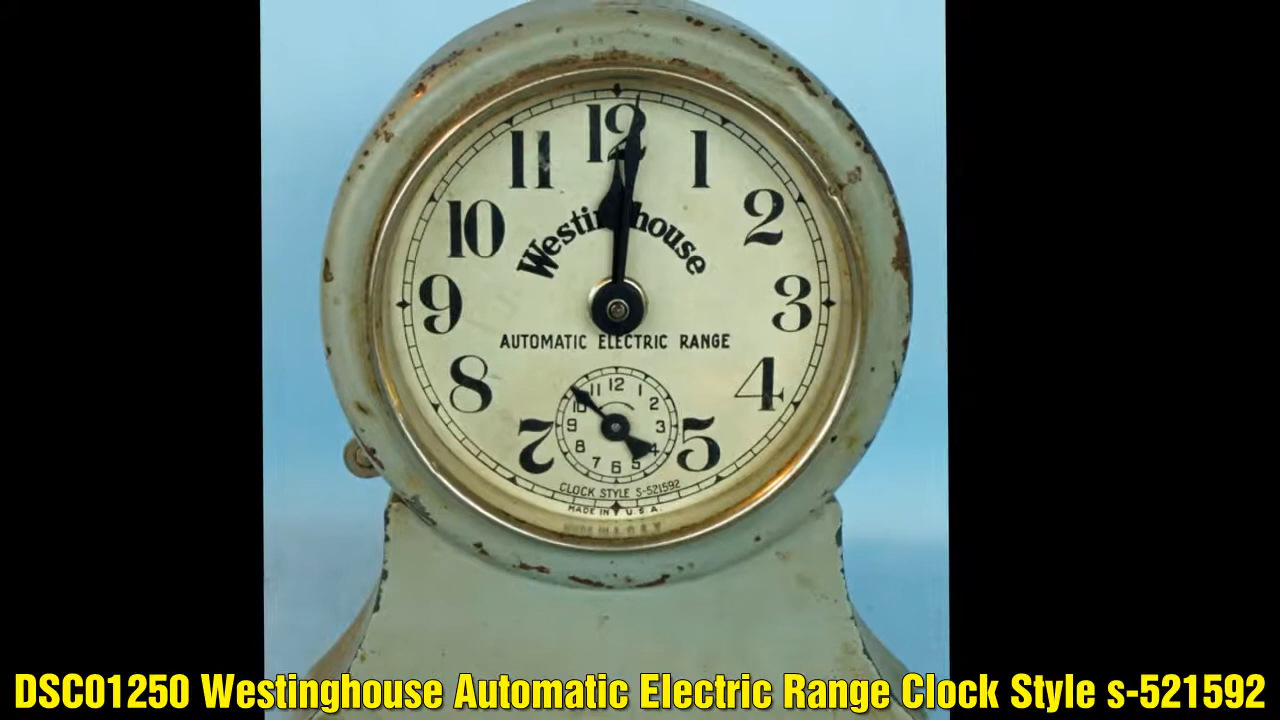 12
11 1
10 2
Westinghouse
9 3
AUTOMATIC ELECTRIC RANGE
8 4
12
11 1
10 2
9 3
8 4
7 5
6
7 5
CLOCK STYLE S-521592
MADE IN U.S.A.
DSC01250 Westinghouse Automatic Electric Range Clock Style s-521592